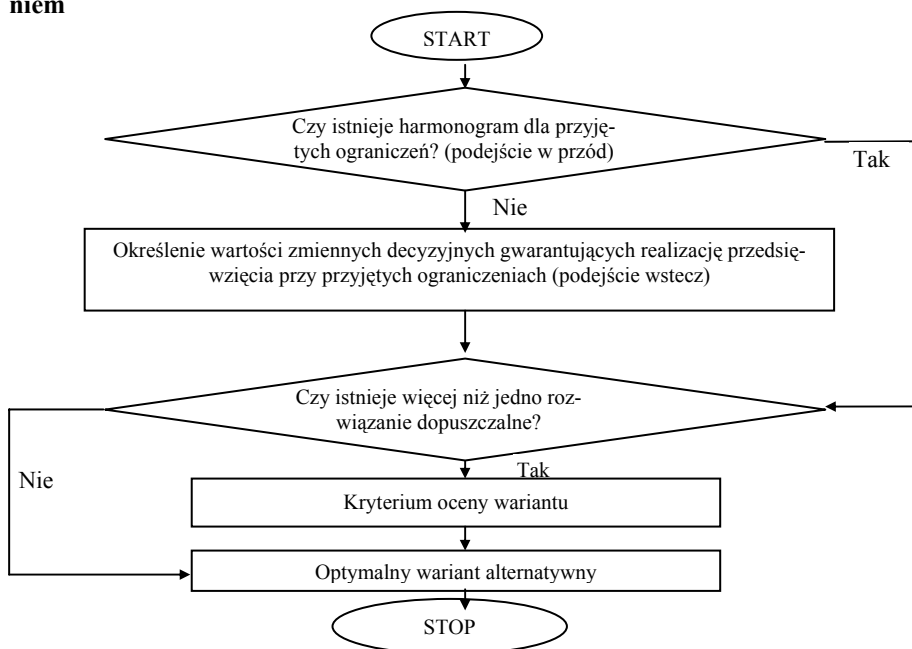 niem
START
Czy istnieje harmonogram dla przyję-
tych ograniczeń? (podejście w przód)
Tak
Nie
Określenie wartości zmiennych decyzyjnych gwarantujących realizację przedsię-
wzięcia przy przyjętych ograniczeniach (podejście wstecz)
Czy istnieje więcej niż jedno roz-
wiązanie dopuszczalne?
Tak
Nie
Kryterium oceny wariantu
Optymalny wariant alternatywny
STOP